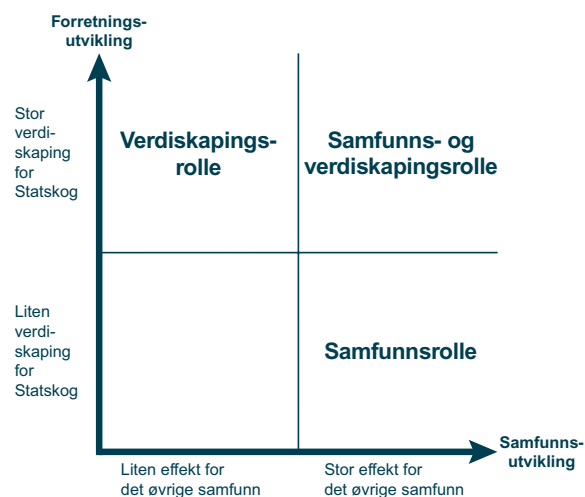 Forretnings-
utvikling
Stor
verdi-
skaping
for
Statskog
Verdiskapings-
rolle
Samfunns- og
verdiskapingsrolle
Liten
verdi-
skaping
for
Statskog
Samfunnsrolle
Samfunns-
utvikling
Liten effekt for
det øvrige samfunn
Stor effekt for
det øvrige samfunn